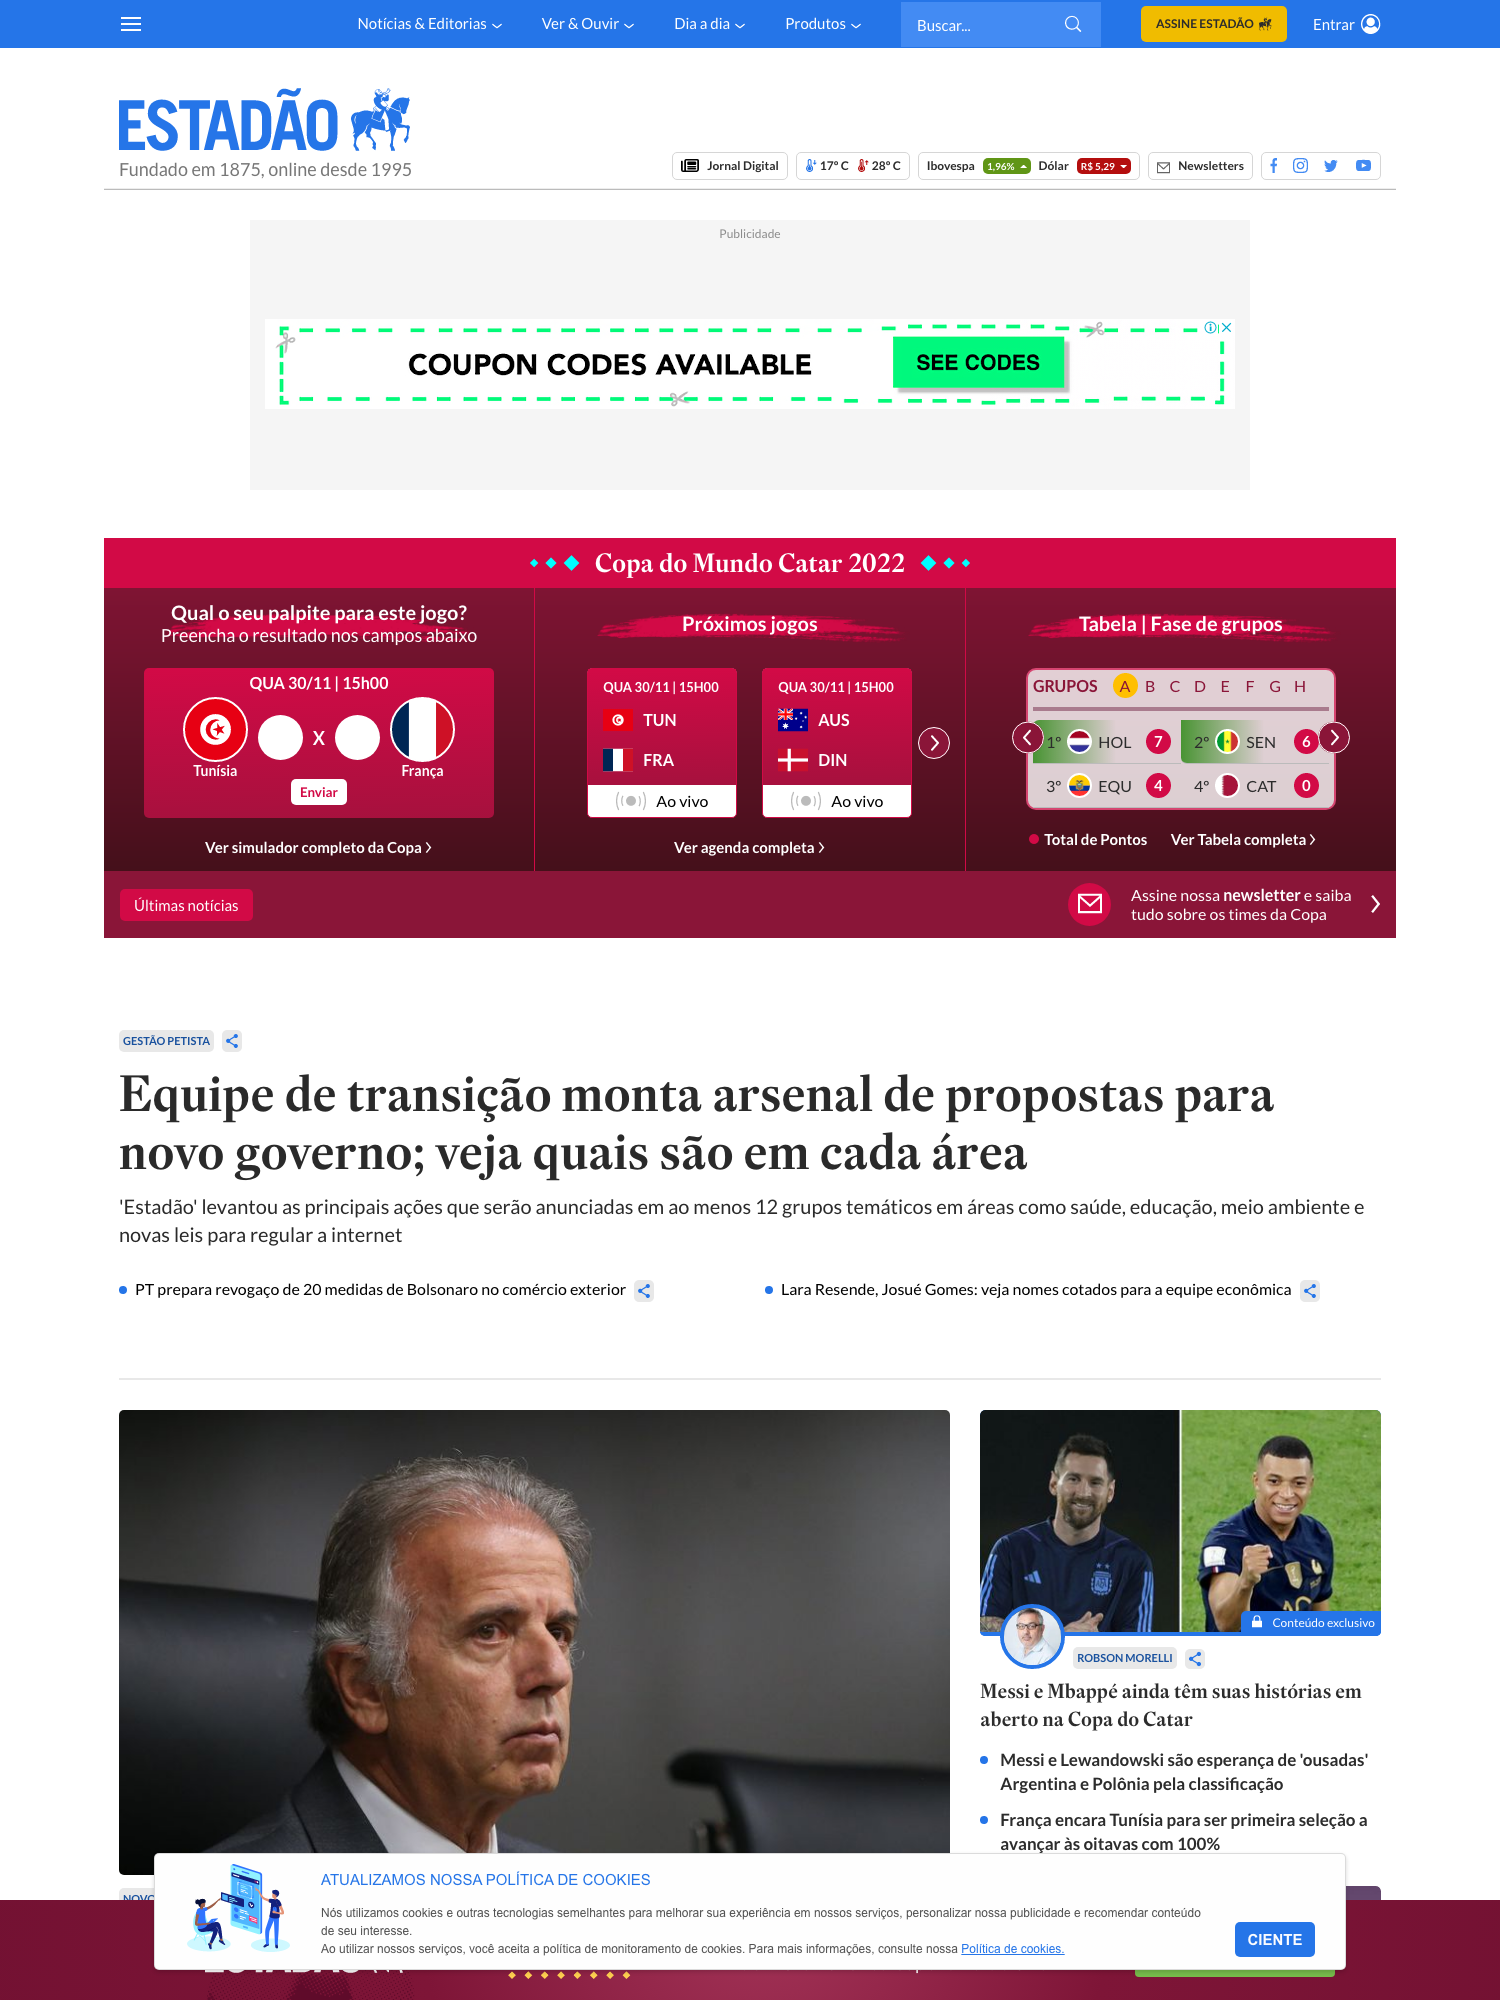 Notícias & Editorias
Ver & Ouvir
Dia a dia
Produtos
Buscar...
ASSINE ESTADÃO
Entrar
ESTADÃO
Fundado em 1875, online desde 1995
Jornal Digital
17º C 28º C
Ibovespa 1,96% Dólar R$ 5,29
Newsletters
Publicidade
COUPON CODES AVAILABLE
SEE CODES
Copa do Mundo Catar 2022
Qual o seu palpite para este jogo?
Preencha o resultado nos campos abaixo
QUA 30/11 | 15h00
X
Tunísia
França
Enviar
Ver simulador completo da Copa
Próximos jogos
QUA 30/11 | 15H00
TUN
FRA
Ao vivo
QUA 30/11 | 15H00
AUS
DIN
Ao vivo
Ver agenda completa
Tabela | Fase de grupos
GRUPOS A B C D E F G H
1º HOL 7
2º SEN 6
3º EQU 4
4º CAT 0
Total de Pontos
Ver Tabela completa
Últimas notícias
Assine nossa newsletter e saiba
tudo sobre os times da Copa
GESTÃO PETISTA
Equipe de transição monta arsenal de propostas para
novo governo; veja quais são em cada área
'Estadão' levantou as principais ações que serão anunciadas em ao menos 12 grupos temáticos em áreas como saúde, educação, meio ambiente e
novas leis para regular a internet
PT prepara revogaço de 20 medidas de Bolsonaro no comércio exterior
Lara Resende, Josué Gomes: veja nomes cotados para a equipe econômica
Conteúdo exclusivo
ROBSON MORELLI
Messi e Mbappé ainda têm suas histórias em
aberto na Copa do Catar
Messi e Lewandowski são esperança de 'ousadas'
Argentina e Polônia pela classificação
França encara Tunísia para ser primeira seleção a
avançar às oitavas com 100%
ATUALIZAMOS NOSSA POLÍTICA DE COOKIES
Nós utilizamos cookies e outras tecnologias semelhantes para melhorar sua experiência em nossos serviços, personalizar nossa publicidade e recomendar conteúdo
de seu interesse.
Ao utilizar nossos serviços, você aceita a política de monitoramento de cookies. Para mais informações, consulte nossa Política de cookies.
CIENTE